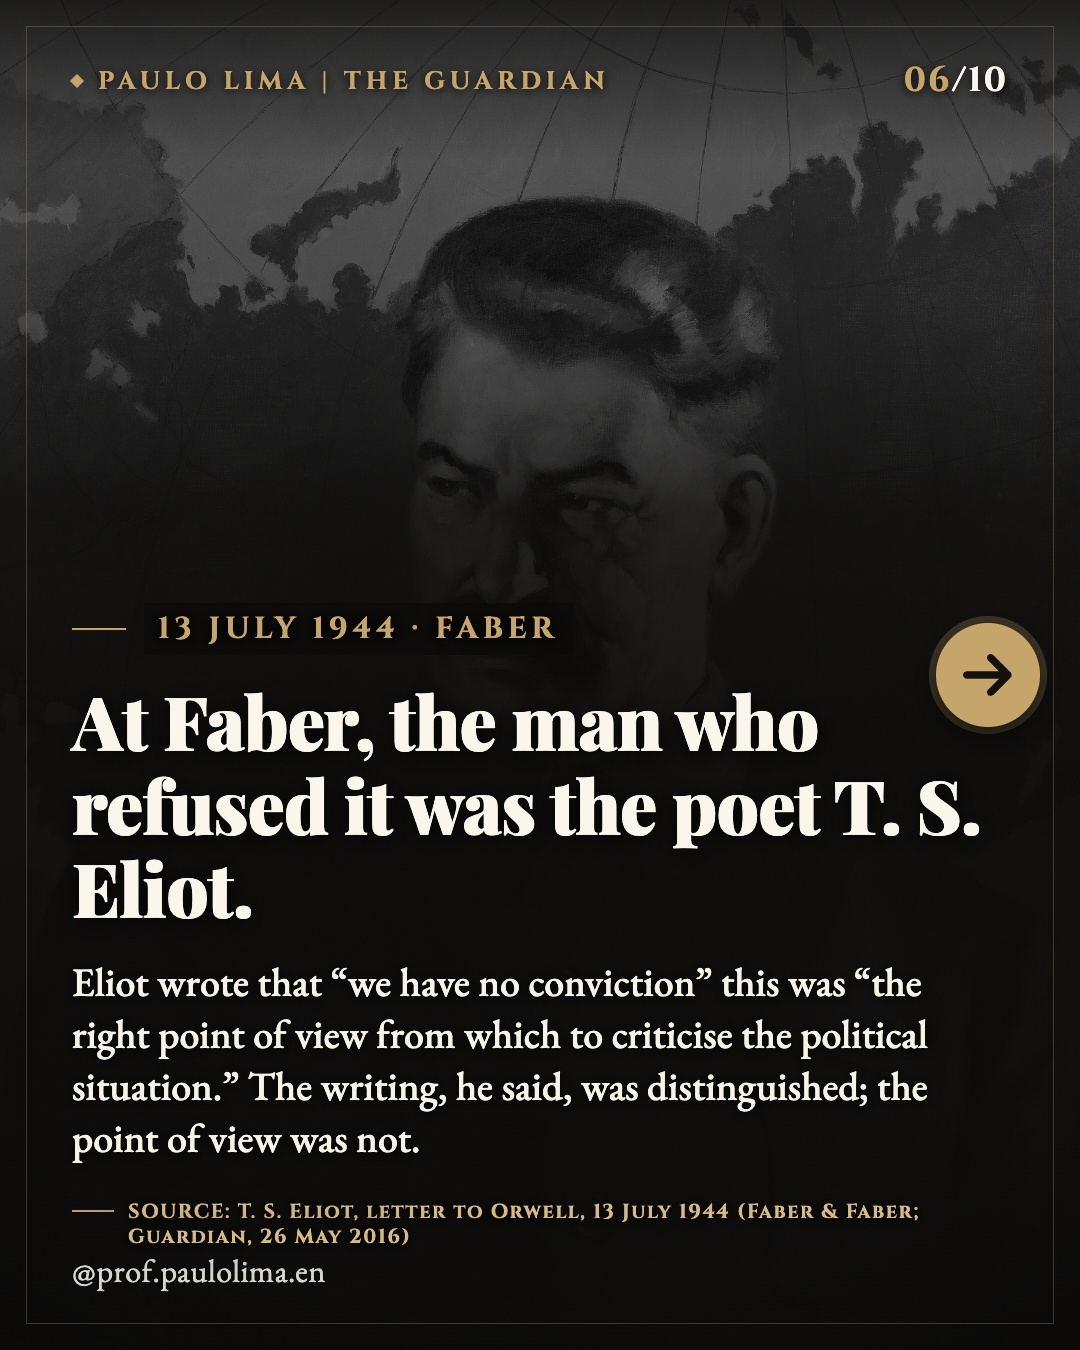 ◆ PAULO LIMA | THE GUARDIAN
06/10
13 JULY 1944 · FABER
At Faber, the man who
refused it was the poet T. S.
Eliot.
Eliot wrote that “we have no conviction” this was “the
right point of view from which to criticise the political
situation.” The writing, he said, was distinguished; the
point of view was not.
SOURCE: T. S. Eliot, letter to Orwell, 13 July 1944 (Faber & Faber;
Guardian, 26 May 2016)
@prof.paulolima.en